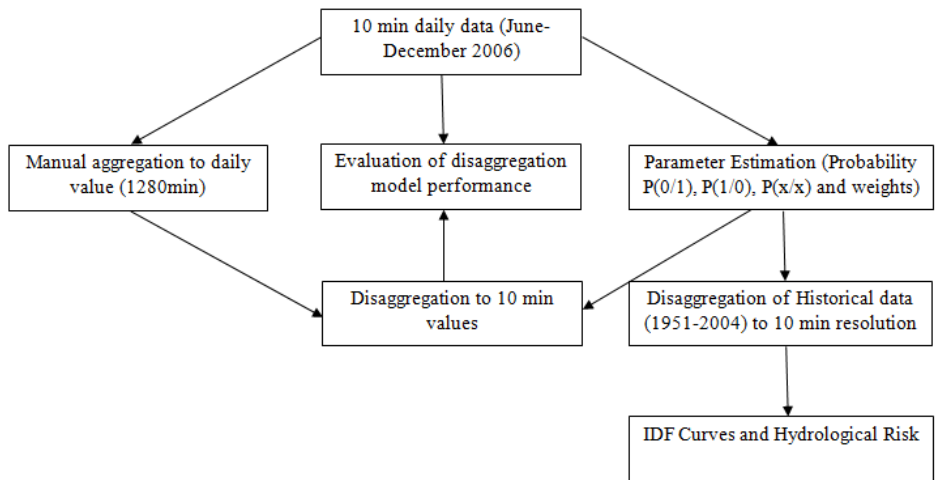 10 min daily data (June-
December 2006)
Manual aggregation to daily
value (1280min)
Evaluation of disaggregation
model performance
Parameter Estimation (Probability
P(0/1), P(1/0), P(x/x) and weights)
Disaggregation to 10 min
values
Disaggregation of Historical data
(1951-2004) to 10 min resolution
IDF Curves and Hydrological Risk